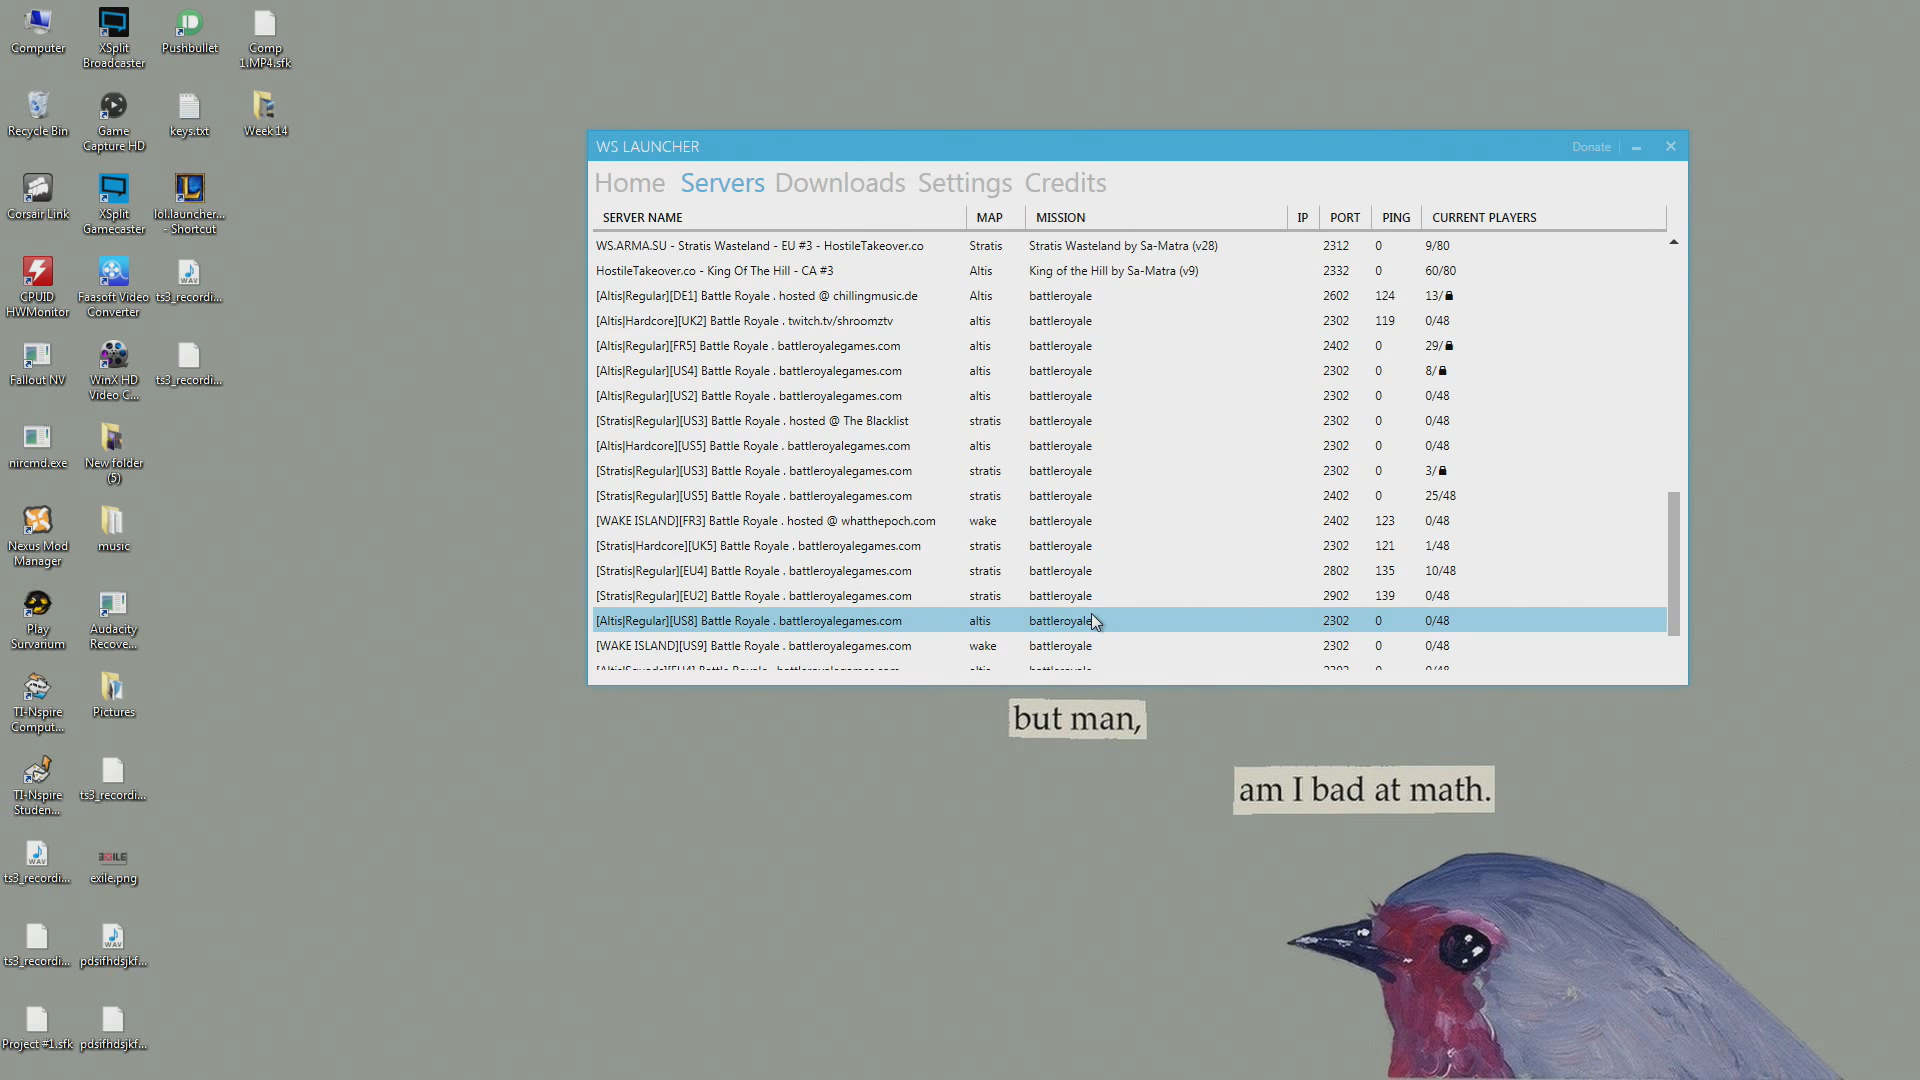 Computer
XSplit
Broadcaster
Pushbullet
Comp
1.MP4.sfk
Recycle Bin
Game
Capture HD
keys.txt
Week 14
Corsair Link
XSplit
Gamecaster
lol.launcher...
- Shortcut
CPUID
HWMonitor
Faasoft Video
Converter
ts3_recordi...
Fallout NV
WinX HD
Video C...
ts3_recordi...
nircmd.exe
New folder
(5)
Nexus Mod
Manager
music
Play
Survarium
Audacity
Recove...
TI-Nspire
Comput...
Pictures
TI-Nspire
Studen...
ts3_recordi...
ts3_recordi...
EXILE
exile.png
ts3_recordi...
pdsifhdsjkf...
Project #1.sfk
pdsifhdsjkf...
WS LAUNCHER
Donate
Home Servers Downloads Settings Credits
SERVER NAME MAP MISSION IP PORT PING CURRENT PLAYERS
WS.ARMA.SU - Stratis Wasteland - EU #3 - HostileTakeover.co Stratis Stratis Wasteland by Sa-Matra (v28) 2312 0 9/80
HostileTakeover.co - King Of The Hill - CA #3 Altis King of the Hill by Sa-Matra (v9) 2332 0 60/80
[Altis|Regular][DE1] Battle Royale . hosted @ chillingmusic.de Altis battleroyale 2602 124 13/
[Altis|Hardcore][UK2] Battle Royale . twitch.tv/shroomztv altis battleroyale 2302 119 0/48
[Altis|Regular][FR5] Battle Royale . battleroyalegames.com altis battleroyale 2402 0 29/
[Altis|Regular][US4] Battle Royale . battleroyalegames.com altis battleroyale 2302 0 8/
[Altis|Regular][US2] Battle Royale . battleroyalegames.com altis battleroyale 2302 0 0/48
[Stratis|Regular][US3] Battle Royale . hosted @ The Blacklist stratis battleroyale 2302 0 0/48
[Altis|Hardcore][US5] Battle Royale . battleroyalegames.com altis battleroyale 2302 0 0/48
[Stratis|Regular][US3] Battle Royale . battleroyalegames.com stratis battleroyale 2302 0 3/
[Stratis|Regular][US5] Battle Royale . battleroyalegames.com stratis battleroyale 2402 0 25/48
[WAKE ISLAND][FR3] Battle Royale . hosted @ whatthepoch.com wake battleroyale 2402 123 0/48
[Stratis|Hardcore][UK5] Battle Royale . battleroyalegames.com stratis battleroyale 2302 121 1/48
[Stratis|Regular][EU4] Battle Royale . battleroyalegames.com stratis battleroyale 2802 135 10/48
[Stratis|Regular][EU2] Battle Royale . battleroyalegames.com stratis battleroyale 2902 139 0/48
[Altis|Regular][US8] Battle Royale . battleroyalegames.com altis battleroyale 2302 0 0/48
[WAKE ISLAND][US9] Battle Royale . battleroyalegames.com wake battleroyale 2302 0 0/48
but man,
am I bad at math.